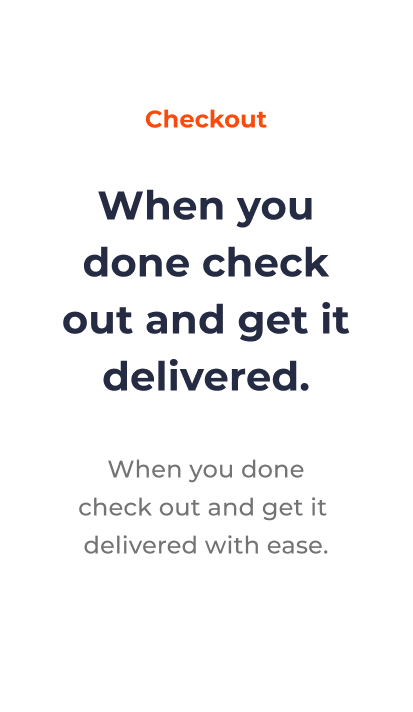 Checkout
When you
done check
out and get it
delivered.
When you done
check out and get it
delivered with ease.